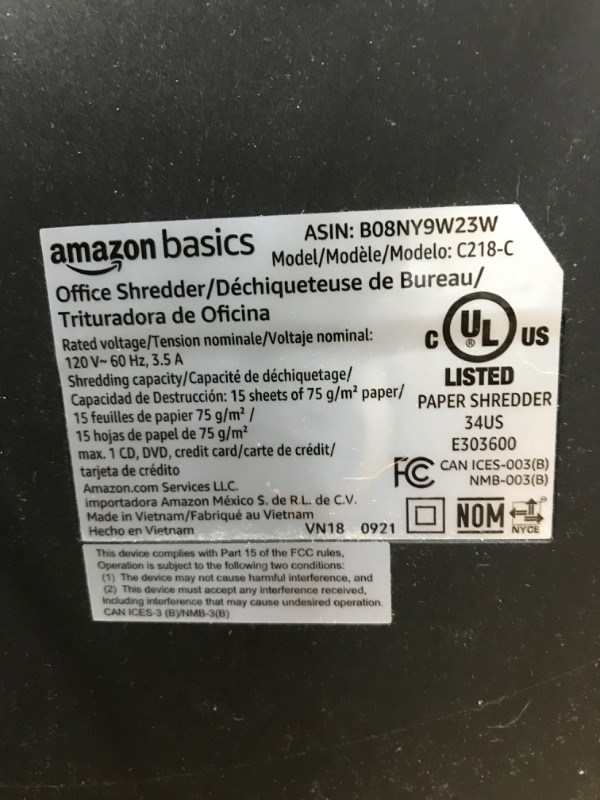 amazon basics
ASIN: B08NY9W23W
Model/Modèle/Modelo: C218-C
Office Shredder/Déchiqueteuse de Bureau/
Trituradora de Oficina
Rated voltage/Tension nominale/Voltaje nominal:
120 V~ 60 Hz, 3.5 A
Shredding capacity/Capacité de déchiquetage/
Capacidad de Destrucción: 15 sheets of 75 g/m² paper/
15 feuilles de papier 75 g/m² /
15 hojas de papel de 75 g/m²
max. 1 CD, DVD, credit card/carte de crédit/
tarjeta de crédito
Amazon.com Services LLC.
importadora Amazon México S. de R.L. de C.V.
Made in Vietnam/Fabriqué au Vietnam
Hecho en Vietnam
VN18 0921
C UL® US
LISTED
PAPER SHREDDER
34US
E303600
FC CAN ICES-003(B)
NMB-003(B)
NOM
NYCE
This device complies with Part 15 of the FCC rules,
Operation is subject to the following two conditions:
(1) The device may not cause harmful interference, and
(2) This device must accept any interference received,
Including interference that may cause undesired operation.
CAN ICES-3 (B)/NMB-3(B)